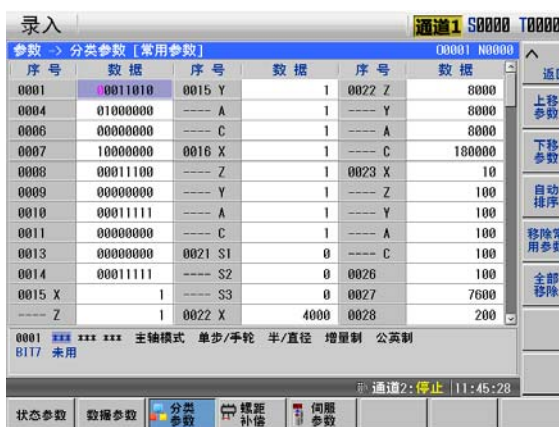 录入 通道1 S0000 T0000
参数 -> 分类参数 [常用参数] O0001 N0000
序 号 数 据 序 号 数 据 序 号 数 据
0001 00011010 0015 Y 1 0022 Z 8000
0004 01000000 ---- A 1 ---- Y 8000
0006 00000000 ---- C 1 ---- A 8000
0007 10000000 0016 X 1 ---- C 180000
0008 00011100 ---- Z 1 0023 X 10
0009 00000000 ---- Y 1 ---- Z 100
0010 00011111 ---- A 1 ---- Y 100
0011 00000000 ---- C 1 ---- A 100
0013 00000000 0021 S1 0 ---- C 100
0014 00011111 ---- S2 0 0026 100
0015 X 1 ---- S3 0 0027 7600
---- Z 1 0022 X 4000 0028 200
0001 *** *** *** 主轴模式 单步/手轮 半/直径 增量制 公英制
BIT7 未用
通道2:停止 11:45:28
返回
上移
参数
下移
参数
自动
排序
移除常
用参数
全部
移除
状态参数 数据参数 分类参数 螺距补偿 伺服参数